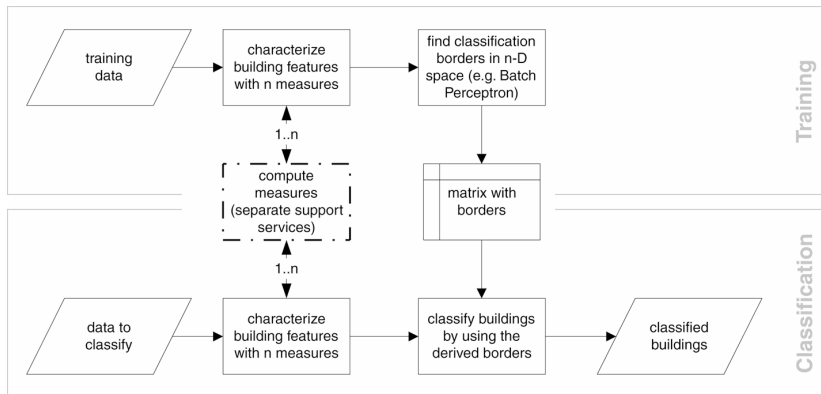 training
data
characterize
building features
with n measures
find classification
borders in n-D
space (e.g. Batch
Perceptron)
Training
1..n
compute
measures
(separate support
services)
matrix with
borders
1..n
data to
classify
characterize
building features
with n measures
classify buildings
by using the
derived borders
classified
buildings
Classification